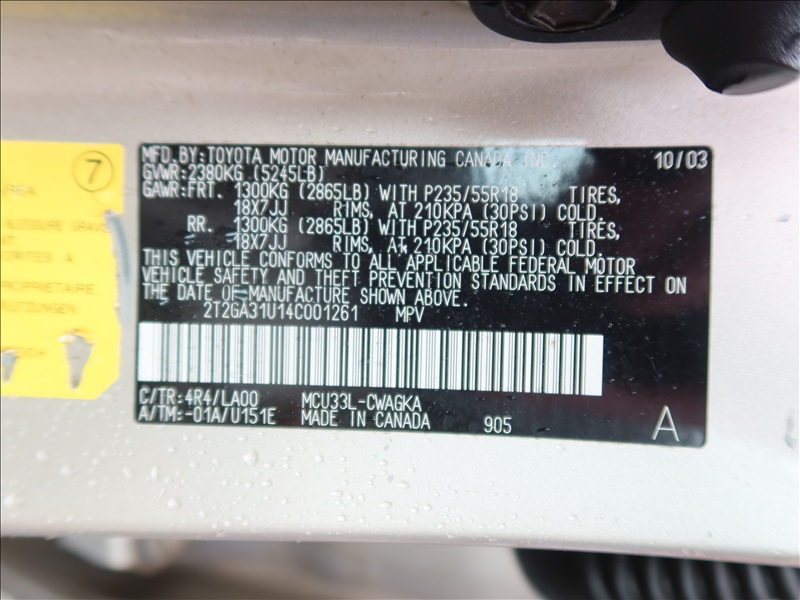 7
UREA
MFD.BY:TOYOTA MOTOR MANUFACTURING CANADA INC. 10/03
GVWR:2380KG (5245LB)
GAWR:FRT. 1300KG (2865LB) WITH P235/55R18 TIRES,
18X7JJ RIMS, AT 210KPA (30PSI) COLD.
RR. 1300KG (2865LB) WITH P235/55R18 TIRES,
18X7JJ RIMS, AT 210KPA (30PSI) COLD.
THIS VEHICLE CONFORMS TO ALL APPLICABLE FEDERAL MOTOR
VEHICLE SAFETY AND THEFT PREVENTION STANDARDS IN EFFECT ON
THE DATE OF MANUFACTURE SHOWN ABOVE.
2T2GA31U14C001261 MPV
C/TR:4R4/LA00 MCU33L-CWAGKA
A/TM:-01A/U151E MADE IN CANADA 905 A